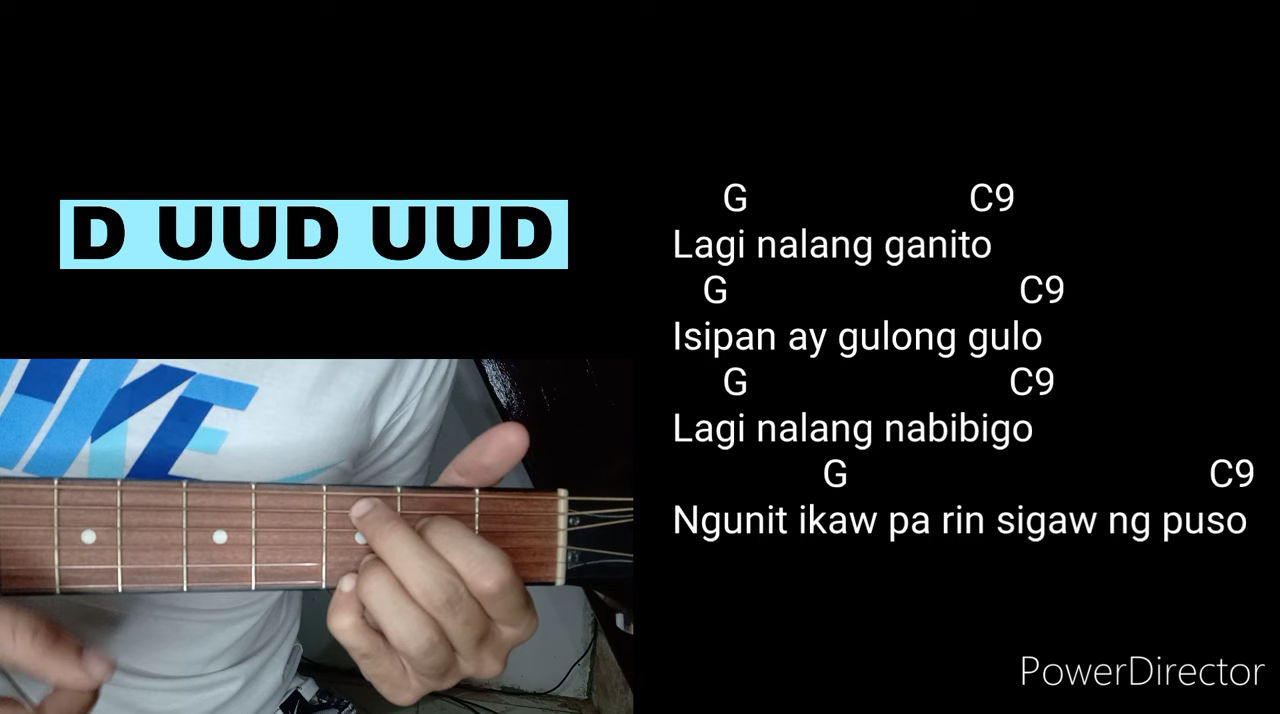 D UUD UUD
G C9
Lagi nalang ganito
G C9
Isipan ay gulong gulo
G C9
Lagi nalang nabibigo
G C9
Ngunit ikaw pa rin sigaw ng puso
PowerDirector